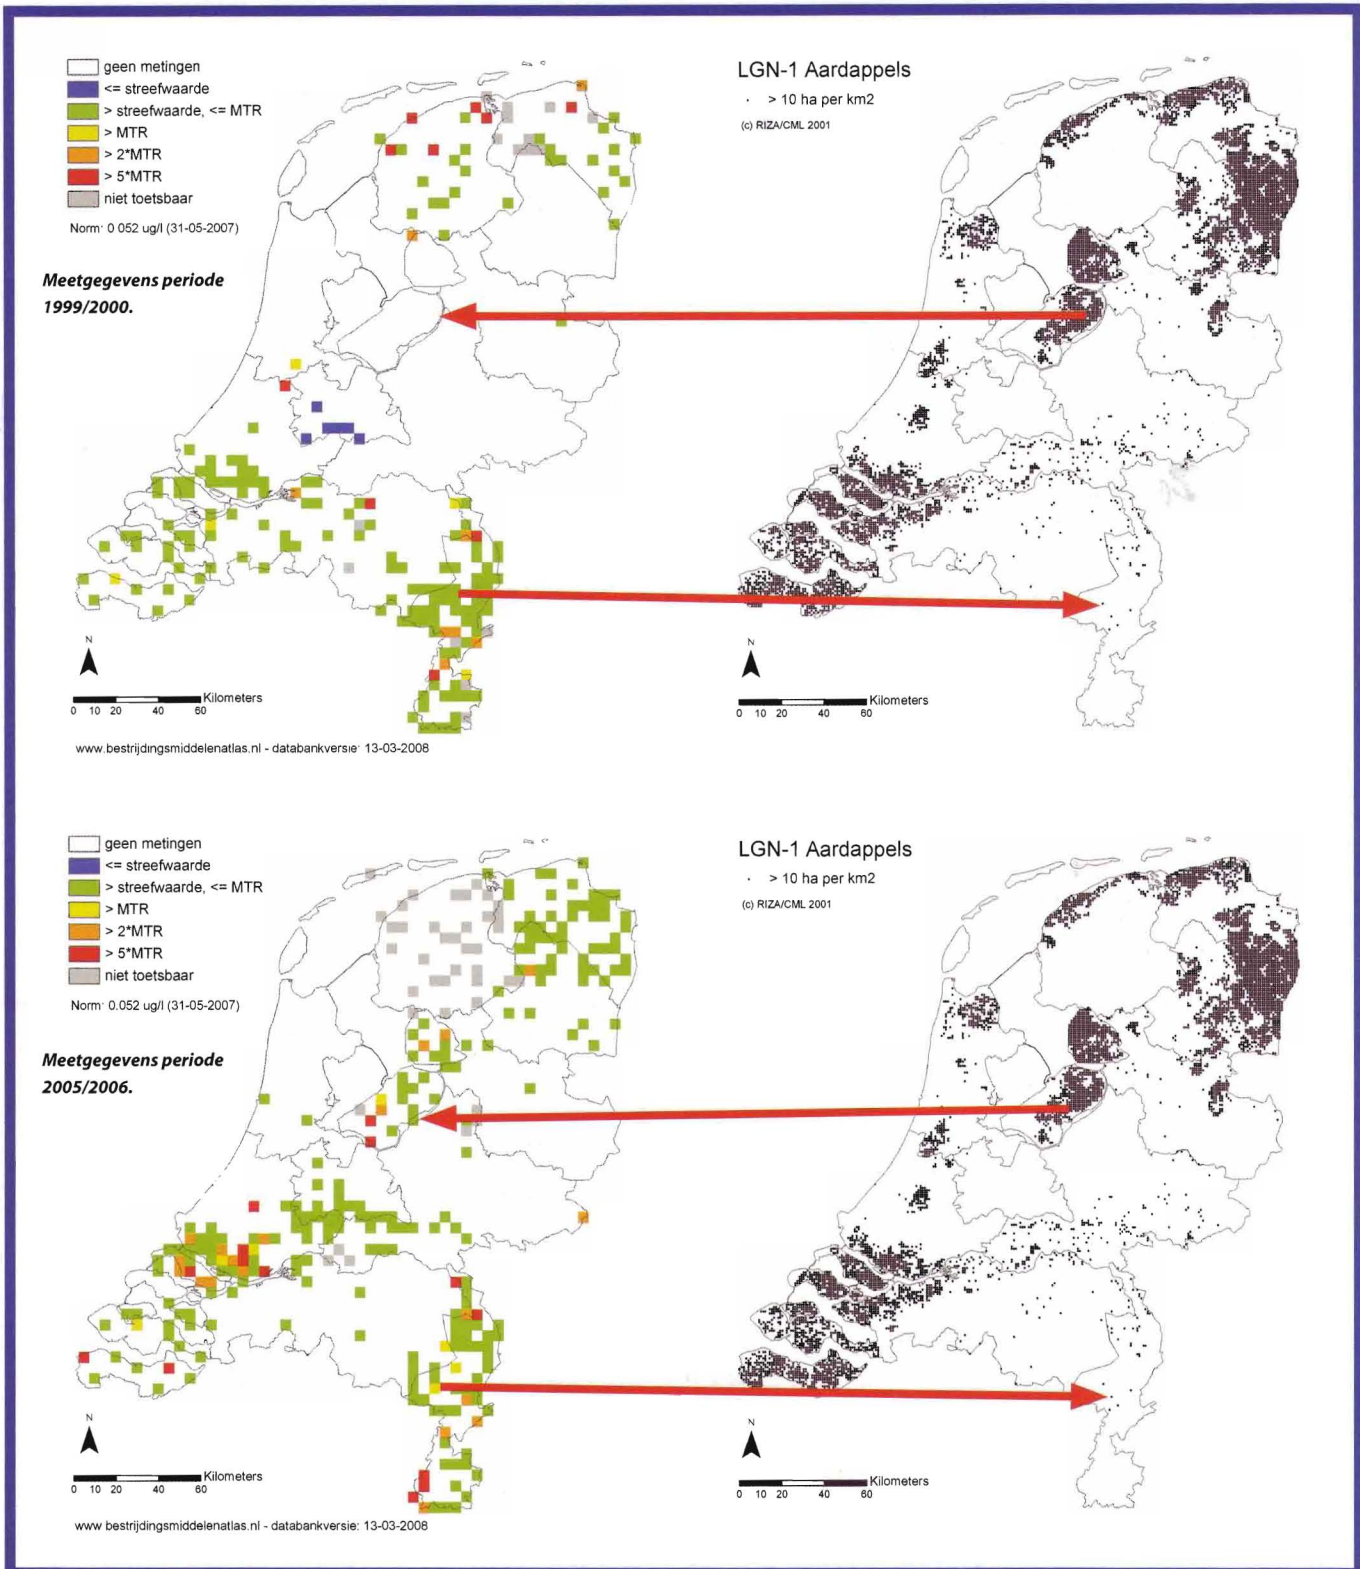 geen metingen
<= streefwaarde
> streefwaarde, <= MTR
> MTR
> 2*MTR
> 5*MTR
niet toetsbaar
Norm· 0 052 ug/l (31-05-2007)
Meetgegevens periode
1999/2000.
N
Kilometers
0 10 20 40 60
www.bestrijdingsmiddelenatlas.nl - databankversie· 13-03-2008
LGN-1 Aardappels
· > 10 ha per km2
(c) RIZA/CML 2001
N
Kilometers
0 10 20 40 60
geen metingen
<= streefwaarde
> streefwaarde, <= MTR
> MTR
> 2*MTR
> 5*MTR
niet toetsbaar
Norm· 0.052 ug/l (31-05-2007)
Meetgegevens periode
2005/2006.
N
Kilometers
0 10 20 40 60
www bestrijdingsmiddelenatlas.nl - databankversie: 13-03-2008
LGN-1 Aardappels
· > 10 ha per km2
(c) RIZA/CML 2001
N
Kilometers
0 10 20 40 60